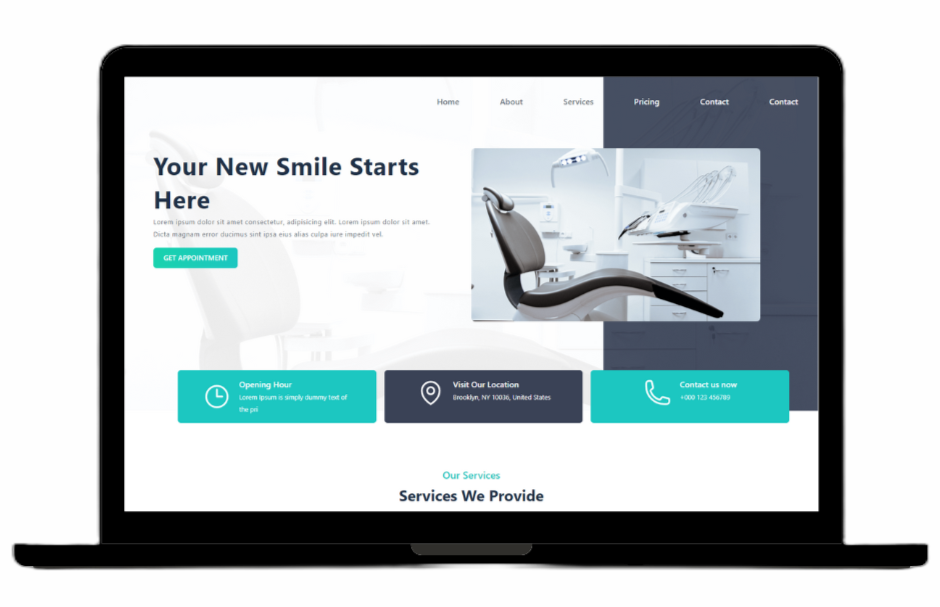 Home About Services Pricing Contact Contact
Your New Smile Starts
Here
Lorem ipsum dolor sit amet consectetur, adipisicing elit. Lorem ipsum dolor sit amet.
Dicta magnam error ducimus sint ipsa eius alias culpa iure impedit vel.
GET APPOINTMENT
Opening Hour
Lorem Ipsum is simply dummy text of
the pri
Visit Our Location
Brooklyn, NY 10036, United States
Contact us now
+000 123 456789
Our Services
Services We Provide